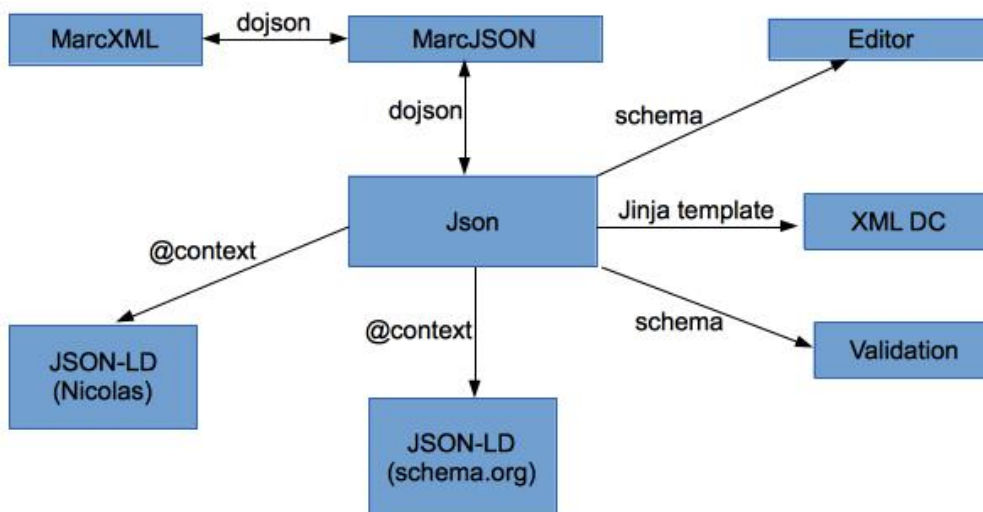 MarcXML
dojson
MarcJSON
Editor
dojson
schema
Json
Jinja template
XML DC
@context
@context
schema
JSON-LD
(Nicolas)
Validation
JSON-LD
(schema.org)